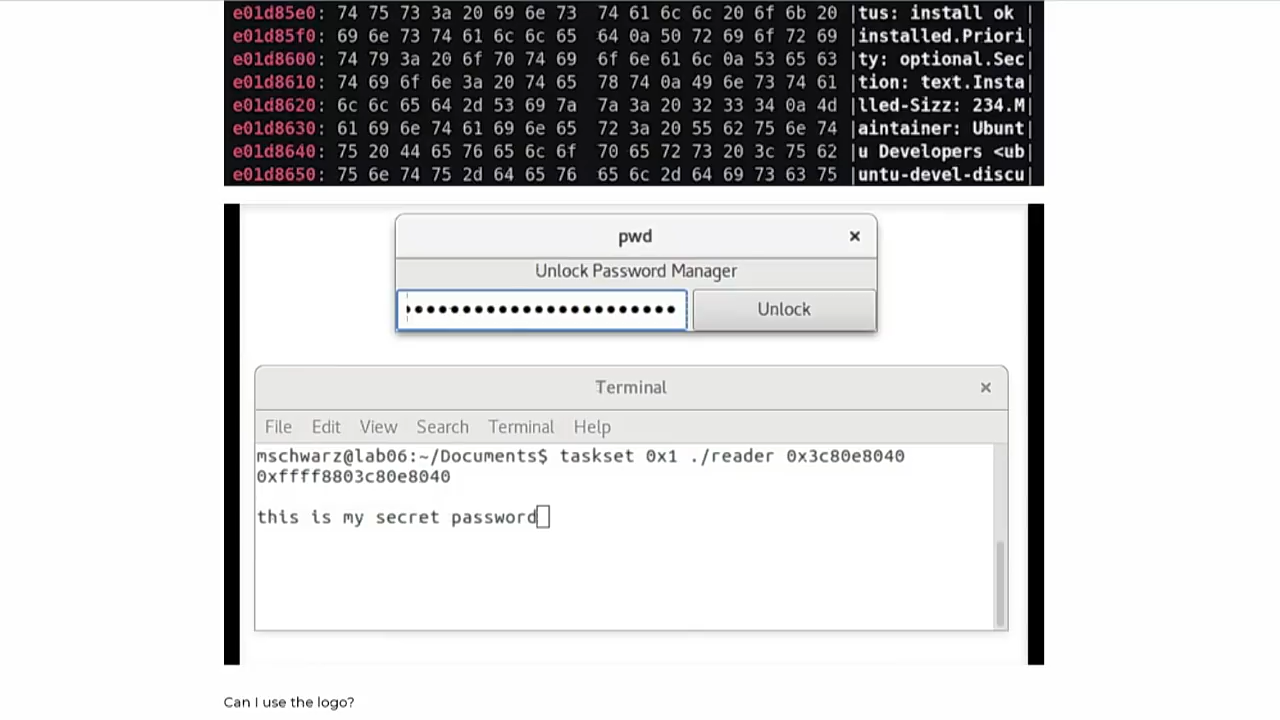 e01d85e0: 74 75 73 3a 20 69 6e 73 74 61 6c 6c 20 6f 6b 20 |tus: install ok |
e01d85f0: 69 6e 73 74 61 6c 6c 65 64 0a 50 72 69 6f 72 69 |installed.Priori|
e01d8600: 74 79 3a 20 6f 70 74 69 6f 6e 61 6c 0a 53 65 63 |ty: optional.Sec|
e01d8610: 74 69 6f 6e 3a 20 74 65 78 74 0a 49 6e 73 74 61 |tion: text.Insta|
e01d8620: 6c 6c 65 64 2d 53 69 7a 7a 3a 20 32 33 34 0a 4d |lled-Sizz: 234.M|
e01d8630: 61 69 6e 74 61 69 6e 65 72 3a 20 55 62 75 6e 74 |aintainer: Ubunt|
e01d8640: 75 20 44 65 76 65 6c 6f 70 65 72 73 20 3c 75 62 |u Developers <ub|
e01d8650: 75 6e 74 75 2d 64 65 76 65 6c 2d 64 69 73 63 75 |untu-devel-discu|
pwd ×
Unlock Password Manager
Unlock
Terminal ×
File Edit View Search Terminal Help
mschwarz@lab06:~/Documents$ taskset 0x1 ./reader 0x3c80e8040
0xffff8803c80e8040
this is my secret password
Can I use the logo?